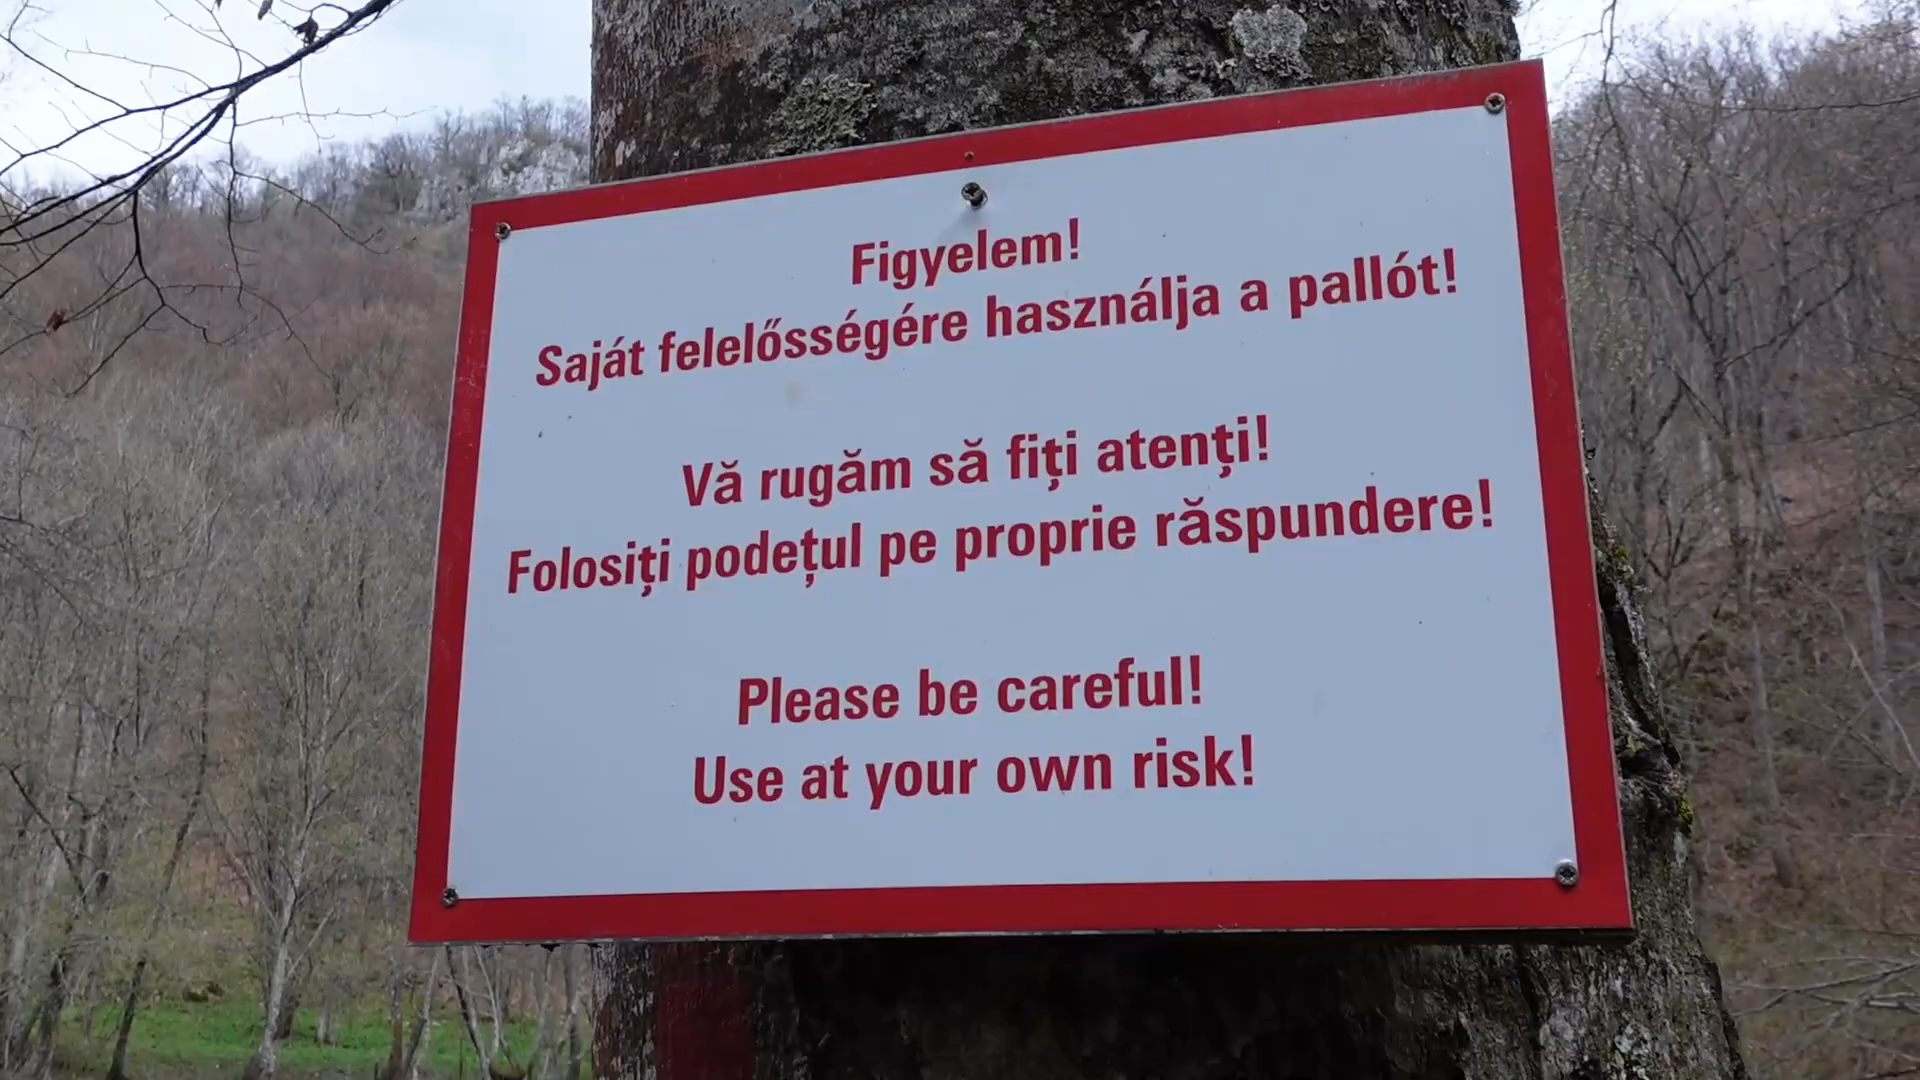 Figyelem!
Saját felelősségére használja a pallót!
Vă rugăm să fiți atenți!
Folosiți podețul pe proprie răspundere!
Please be careful!
Use at your own risk!